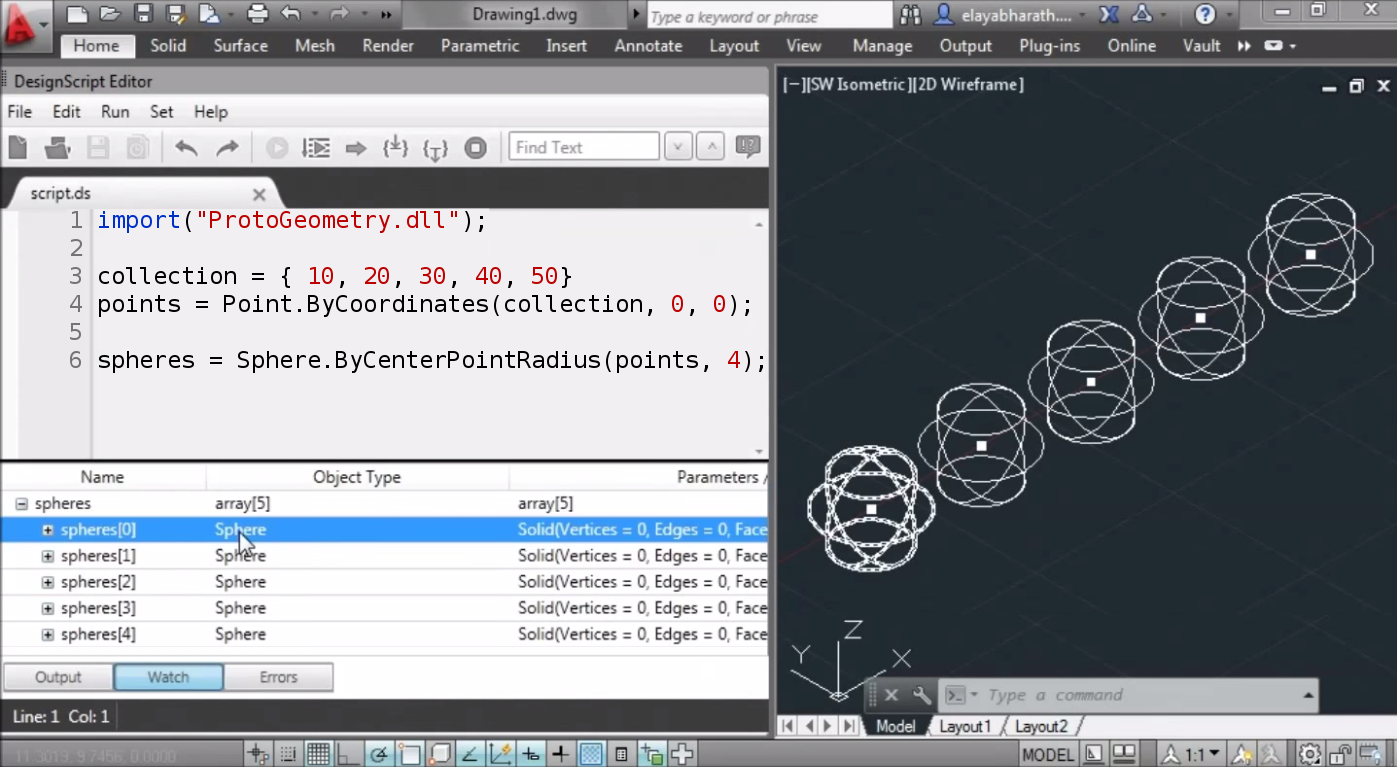 Drawing1.dwg
Type a keyword or phrase
elayabharath....
Home Solid Surface Mesh Render Parametric Insert Annotate Layout View Manage Output Plug-ins Online Vault
DesignScript Editor
File Edit Run Set Help
Find Text
script.ds
1 import("ProtoGeometry.dll");
2
3 collection = { 10, 20, 30, 40, 50}
4 points = Point.ByCoordinates(collection, 0, 0);
5
6 spheres = Sphere.ByCenterPointRadius(points, 4);
Name Object Type Parameters /
spheres array[5] array[5]
spheres[0] Sphere Solid(Vertices = 0, Edges = 0, Face
spheres[1] Sphere Solid(Vertices = 0, Edges = 0, Face
spheres[2] Sphere Solid(Vertices = 0, Edges = 0, Face
spheres[3] Sphere Solid(Vertices = 0, Edges = 0, Face
spheres[4] Sphere Solid(Vertices = 0, Edges = 0, Face
Output Watch Errors
Line: 1 Col: 1
[−][SW Isometric][2D Wireframe]
Z
Y X
Type a command
Model Layout1 Layout2
11.3013, 5.7456, 0.0000
MODEL 1:1